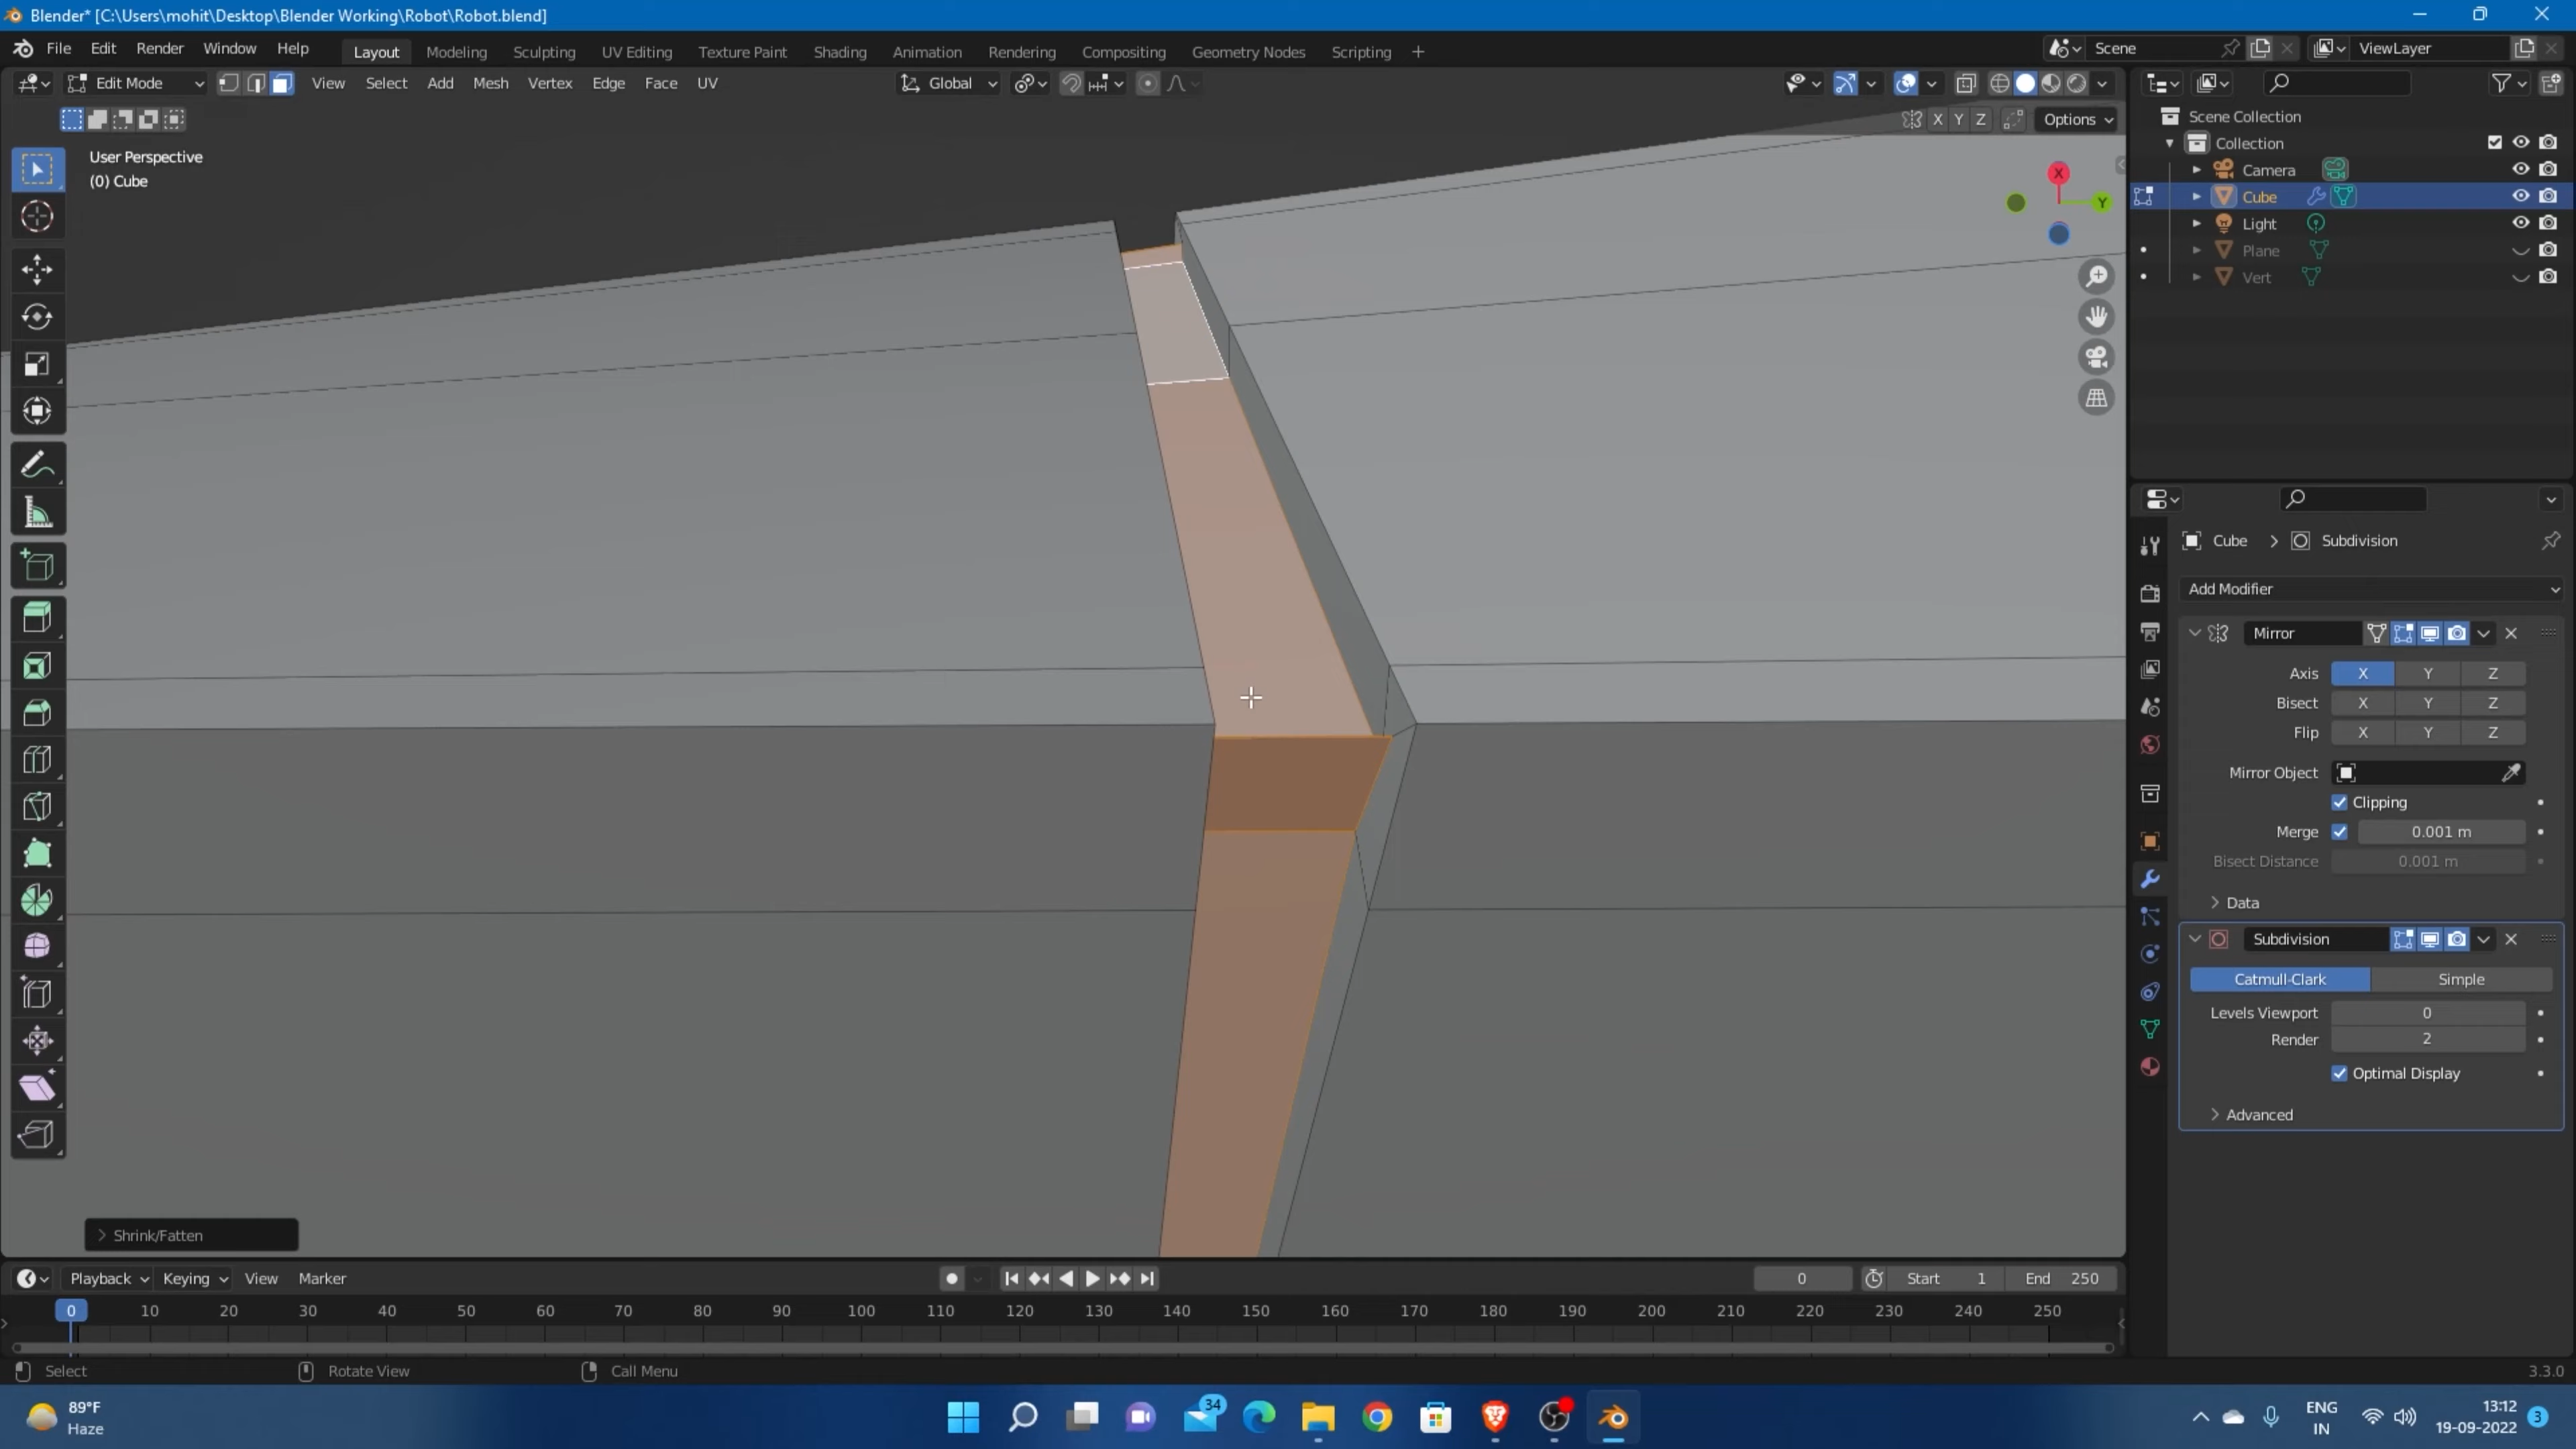 Blender* [C:\Users\mohit\Desktop\Blender Working\Robot\Robot.blend]
File Edit Render Window Help Layout Modeling Sculpting UV Editing Texture Paint Shading Animation Rendering Compositing Geometry Nodes Scripting + Scene ViewLayer
Edit Mode View Select Add Mesh Vertex Edge Face UV Global
X Y Z Options
User Perspective
(0) Cube
X
Y
Scene Collection
Collection
Camera
Cube
Light
Plane
Vert
Cube > Subdivision
Add Modifier
Mirror
Axis X Y Z
Bisect X Y Z
Flip X Y Z
Mirror Object
Clipping
Merge 0.001 m
Bisect Distance 0.001 m
Data
Subdivision
Catmull-Clark Simple
Levels Viewport 0
Render 2
Optimal Display
Advanced
Shrink/Fatten
Playback Keying View Marker 0 Start 1 End 250
0 10 20 30 40 50 60 70 80 90 100 110 120 130 140 150 160 170 180 190 200 210 220 230 240 250
Select Rotate View Call Menu 3.3.0
89°F
Haze
34
ENG
IN
13:12
19-09-2022
3